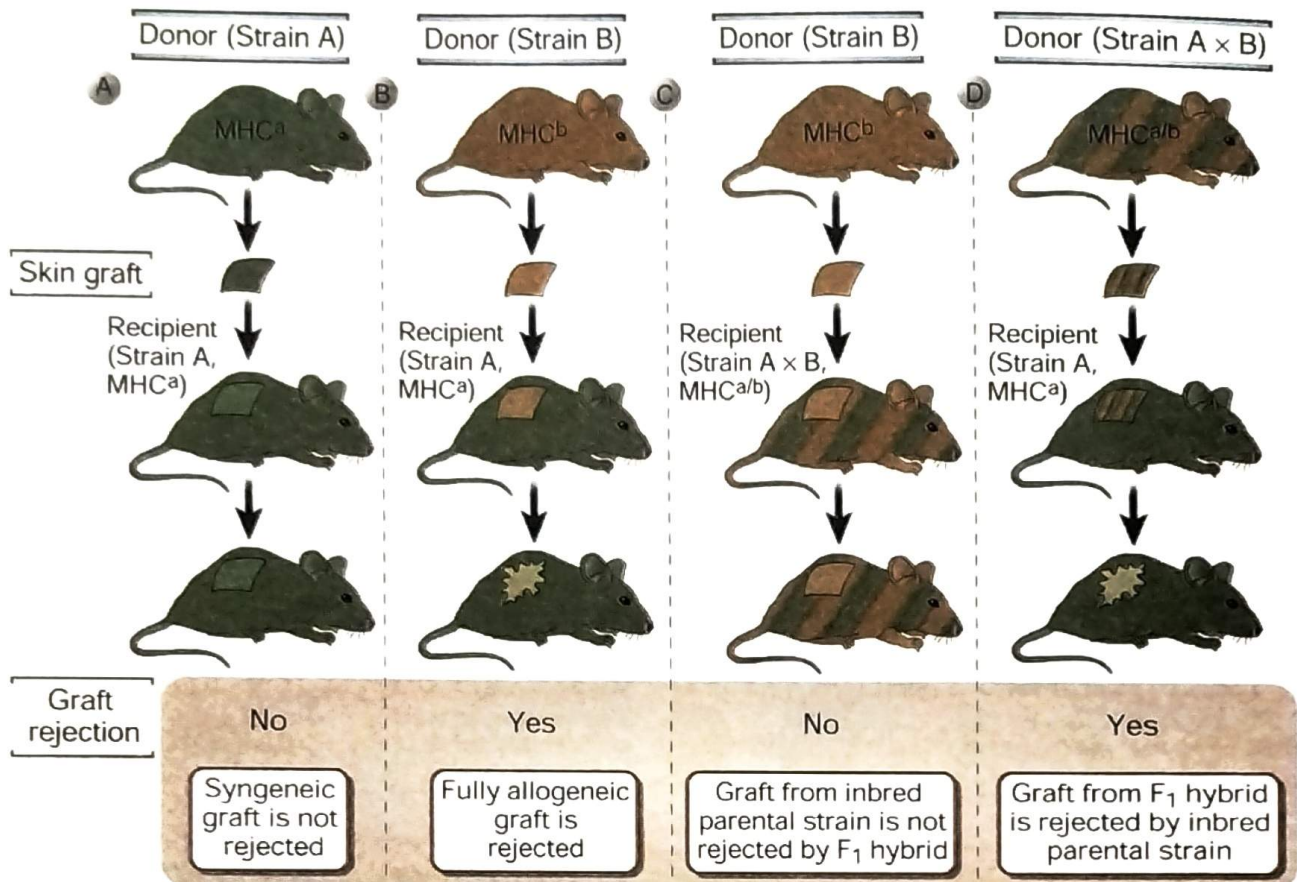 Donor (Strain A)
Donor (Strain B)
Donor (Strain B)
Donor (Strain A × B)
A
B
C
D
MHCᵃ
MHCᵇ
MHCᵇ
MHCᵃ/ᵇ
Skin graft
Recipient
(Strain A,
MHCᵃ)
Recipient
(Strain A,
MHCᵃ)
Recipient
(Strain A × B,
MHCᵃ/ᵇ)
Recipient
(Strain A,
MHCᵃ)
Graft
rejection
No
Yes
No
Yes
Syngeneic
graft is not
rejected
Fully allogeneic
graft is
rejected
Graft from inbred
parental strain is not
rejected by F₁ hybrid
Graft from F₁ hybrid
is rejected by inbred
parental strain